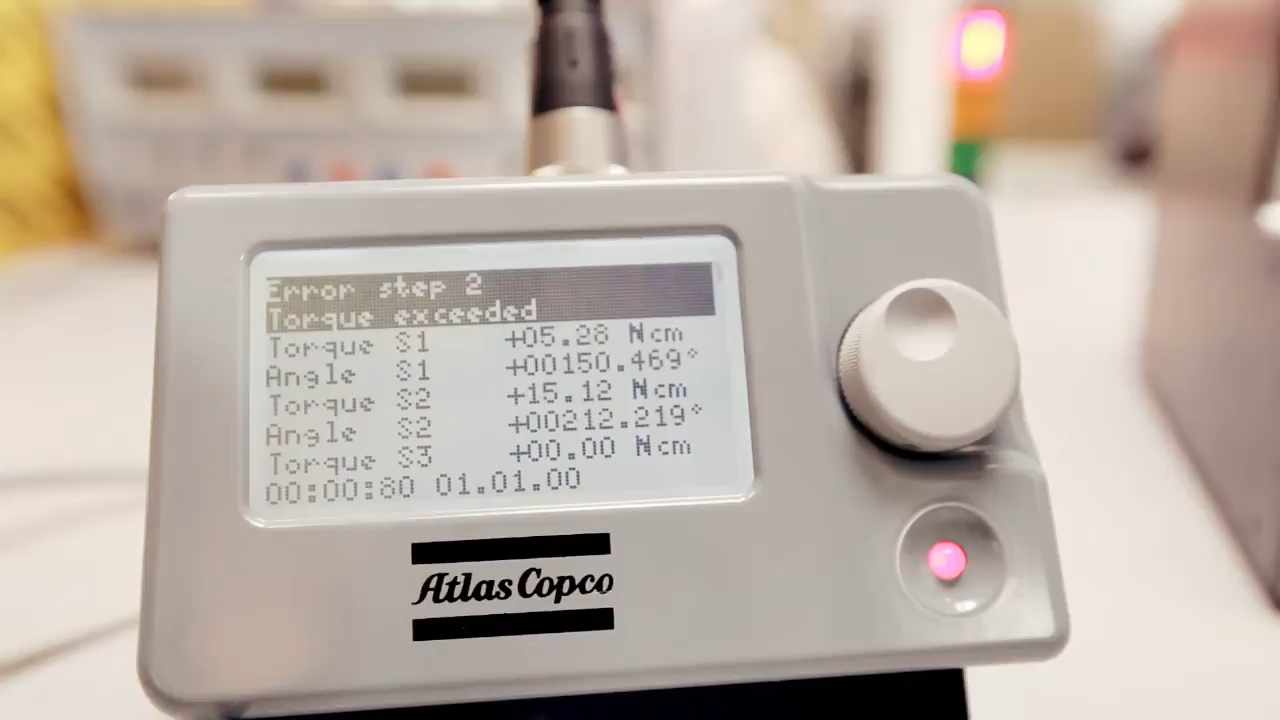 Error step 2
Torque exceeded
Torque S1 +05.28 Ncm
Angle S1 +00150.469°
Torque S2 +15.12 Ncm
Angle S2 +00212.219°
Torque S3 +00.00 Ncm
00:00:80 01.01.00
Atlas Copco